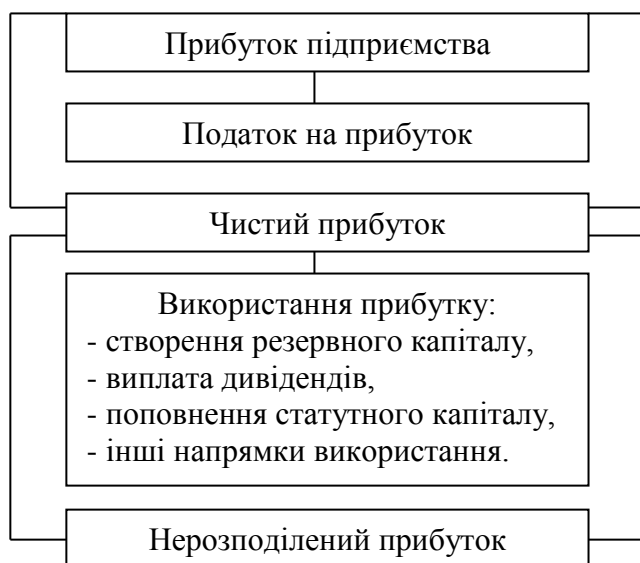 Прибуток підприємства
Податок на прибуток
Чистий прибуток
Використання прибутку:
- створення резервного капіталу,
- виплата дивідендів,
- поповнення статутного капіталу,
- інші напрямки використання.
Нерозподілений прибуток